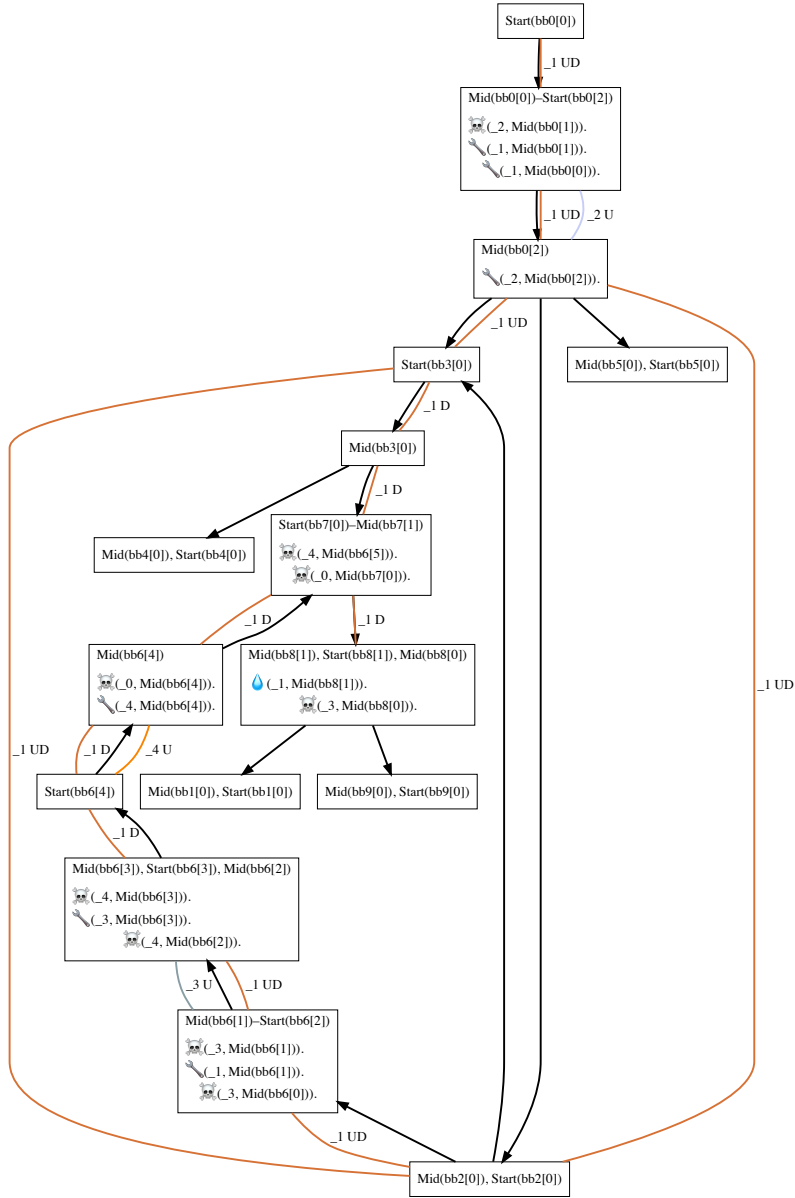 Start(bb0[0])
_1 UD
Mid(bb0[0])–Start(bb0[2])
☠(_2, Mid(bb0[1])).
🔧(_1, Mid(bb0[1])).
🔧(_1, Mid(bb0[0])).
_1 UD
_2 U
Mid(bb0[2])
🔧(_2, Mid(bb0[2])).
_1 UD
Start(bb3[0])
Mid(bb5[0]), Start(bb5[0])
_1 D
Mid(bb3[0])
_1 D
Start(bb7[0])–Mid(bb7[1])
☠(_4, Mid(bb6[5])).
☠(_0, Mid(bb7[0])).
Mid(bb4[0]), Start(bb4[0])
_1 D
_1 D
Mid(bb6[4])
☠(_0, Mid(bb6[4])).
🔧(_4, Mid(bb6[4])).
Mid(bb8[1]), Start(bb8[1]), Mid(bb8[0])
💧(_1, Mid(bb8[1])).
☠(_3, Mid(bb8[0])).
_1 UD
_1 UD
_1 D
_4 U
Start(bb6[4])
Mid(bb1[0]), Start(bb1[0])
Mid(bb9[0]), Start(bb9[0])
_1 D
Mid(bb6[3]), Start(bb6[3]), Mid(bb6[2])
☠(_4, Mid(bb6[3])).
🔧(_3, Mid(bb6[3])).
☠(_4, Mid(bb6[2])).
_3 U
_1 UD
Mid(bb6[1])–Start(bb6[2])
☠(_3, Mid(bb6[1])).
🔧(_1, Mid(bb6[1])).
☠(_3, Mid(bb6[0])).
_1 UD
Mid(bb2[0]), Start(bb2[0])